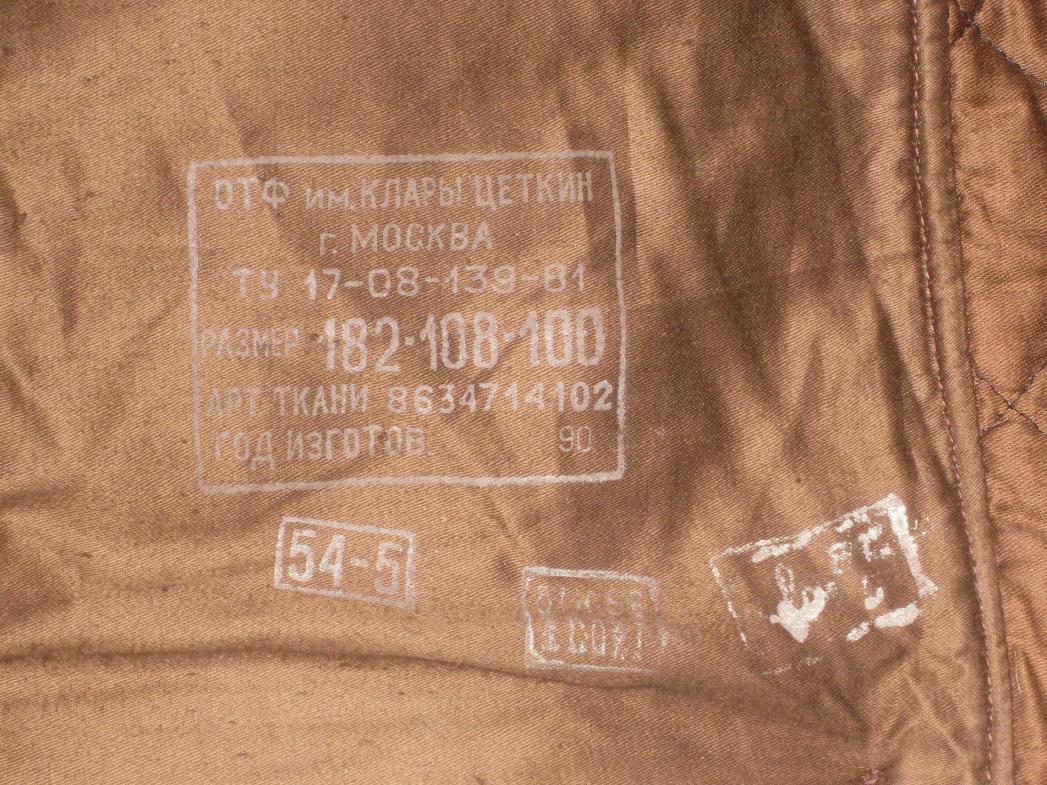 ОТФ им. КЛАРЫ ЦЕТКИН
г. МОСКВА
ТУ 17-08-139-81
РАЗМЕР 182·108·100
АРТ. ТКАНИ 8634714102
ГОД ИЗГОТОВ. 90
54-5